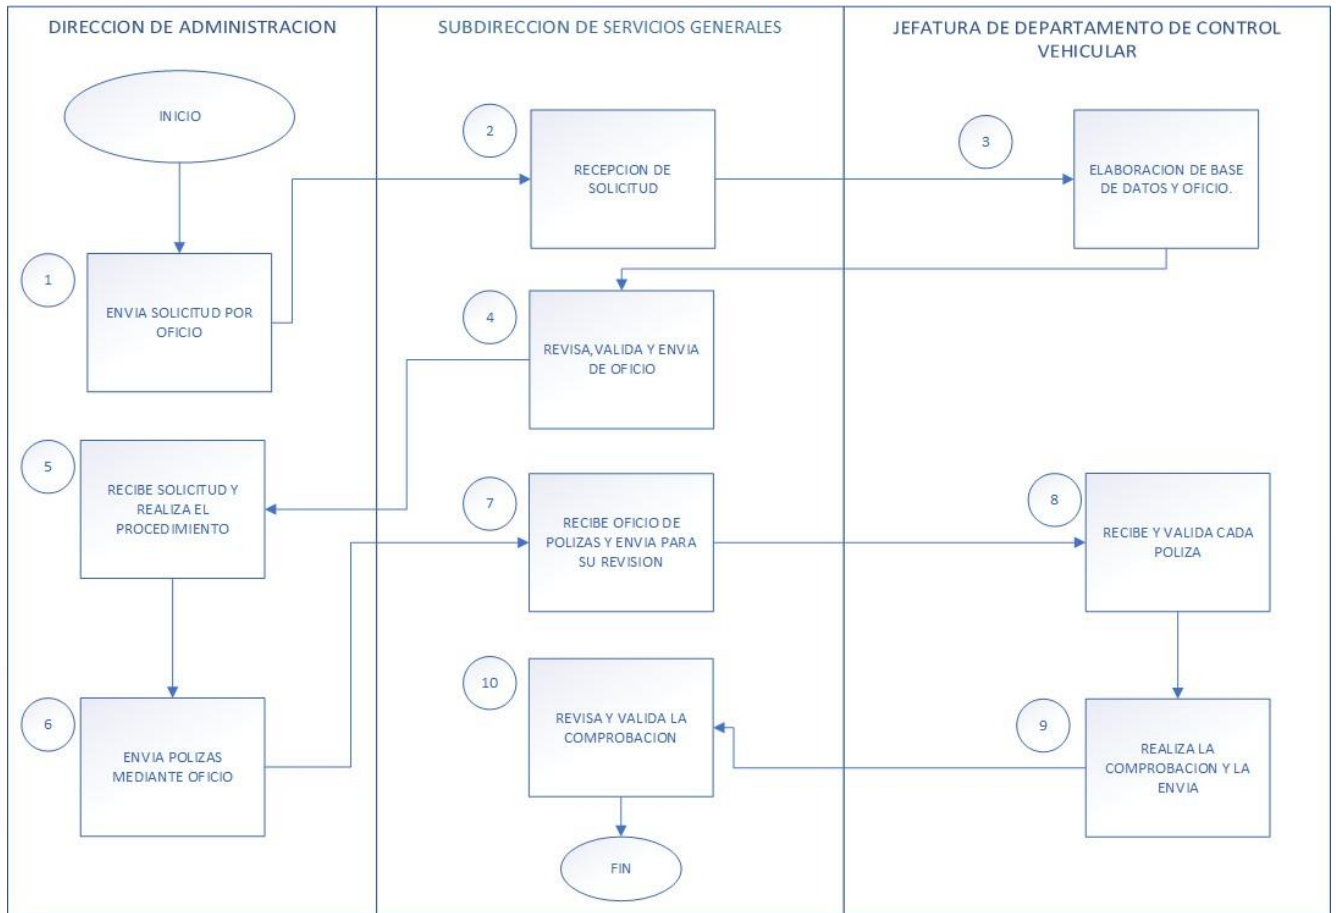 DIRECCION DE ADMINISTRACION
SUBDIRECCION DE SERVICIOS GENERALES
JEFATURA DE DEPARTAMENTO DE CONTROL
VEHICULAR
INICIO
1
ENVIA SOLICITUD POR
OFICIO
2
RECEPCION DE
SOLICITUD
3
ELABORACION DE BASE
DE DATOS Y OFICIO.
4
REVISA,VALIDA Y ENVIA
DE OFICIO
5
RECIBE SOLICITUD Y
REALIZA EL
PROCEDIMIENTO
6
ENVIA POLIZAS
MEDIANTE OFICIO
7
RECIBE OFICIO DE
POLIZAS Y ENVIA PARA
SU REVISION
8
RECIBE Y VALIDA CADA
POLIZA
9
REALIZA LA
COMPROBACION Y LA
ENVIA
10
REVISA Y VALIDA LA
COMPROBACION
FIN